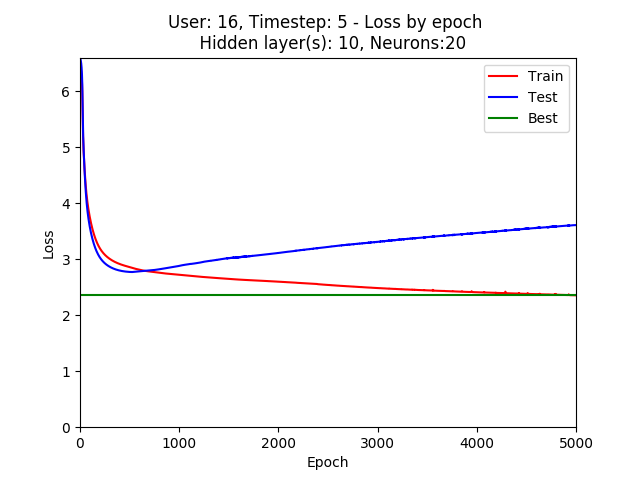 User: 16, Timestep: 5 - Loss by epoch
Hidden layer(s): 10, Neurons:20
Train
Test
Best
Loss
6
5
4
3
2
1
0
0 1000 2000 3000 4000 5000
Epoch